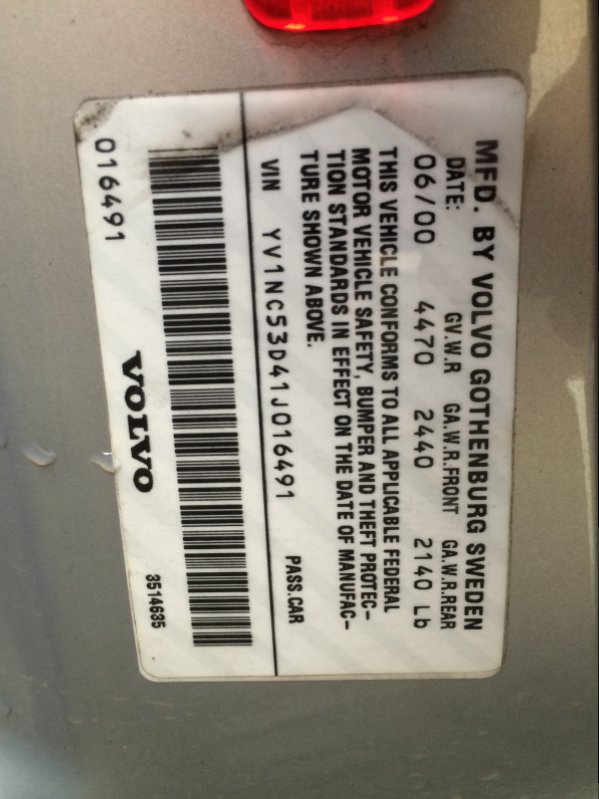 MFD. BY VOLVO GOTHENBURG SWEDEN
DATE: GV.W.R GA.W.R.FRONT GA.W.R.REAR
06/00 4470 2440 2140 Lb
THIS VEHICLE CONFORMS TO ALL APPLICABLE FEDERAL
MOTOR VEHICLE SAFETY, BUMPER AND THEFT PROTEC-
TION STANDARDS IN EFFECT ON THE DATE OF MANUFAC-
TURE SHOWN ABOVE.
VIN YV1NC53D41J016491 PASS.CAR
016491 VOLVO 3514635